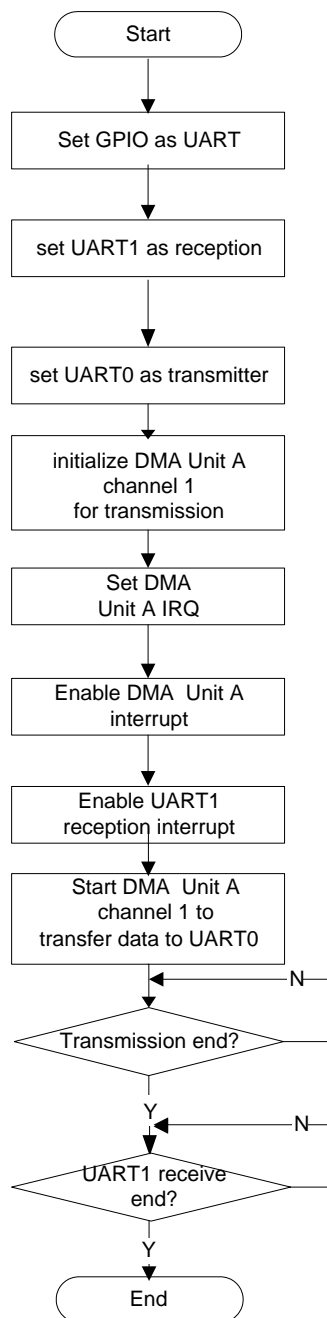 Start
Set GPIO as UART
set UART1 as reception
set UART0 as transmitter
initialize DMA Unit A
channel 1
for transmission
Set DMA
Unit A IRQ
Enable DMA Unit A
interrupt
Enable UART1
reception interrupt
Start DMA Unit A
channel 1 to
transfer data to UART0
N
Transmission end?
Y
N
UART1 receive
end?
Y
End